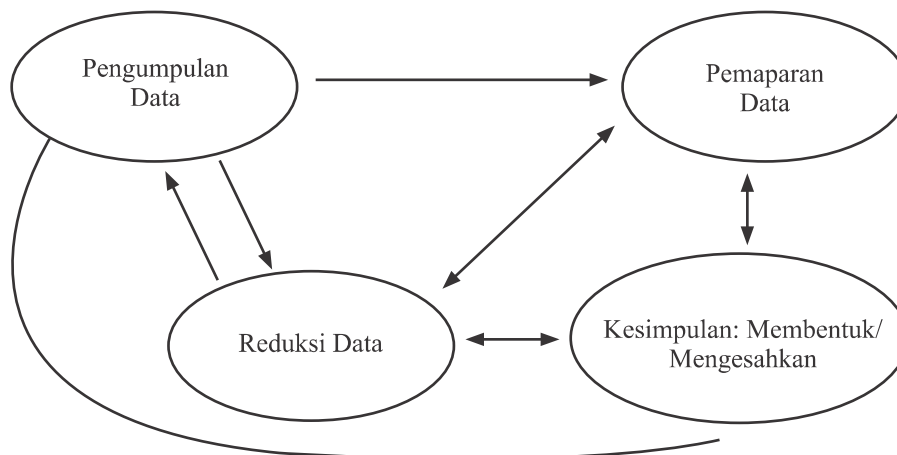 Pengumpulan
Data
Pemaparan
Data
Reduksi Data
Kesimpulan: Membentuk/
Mengesahkan